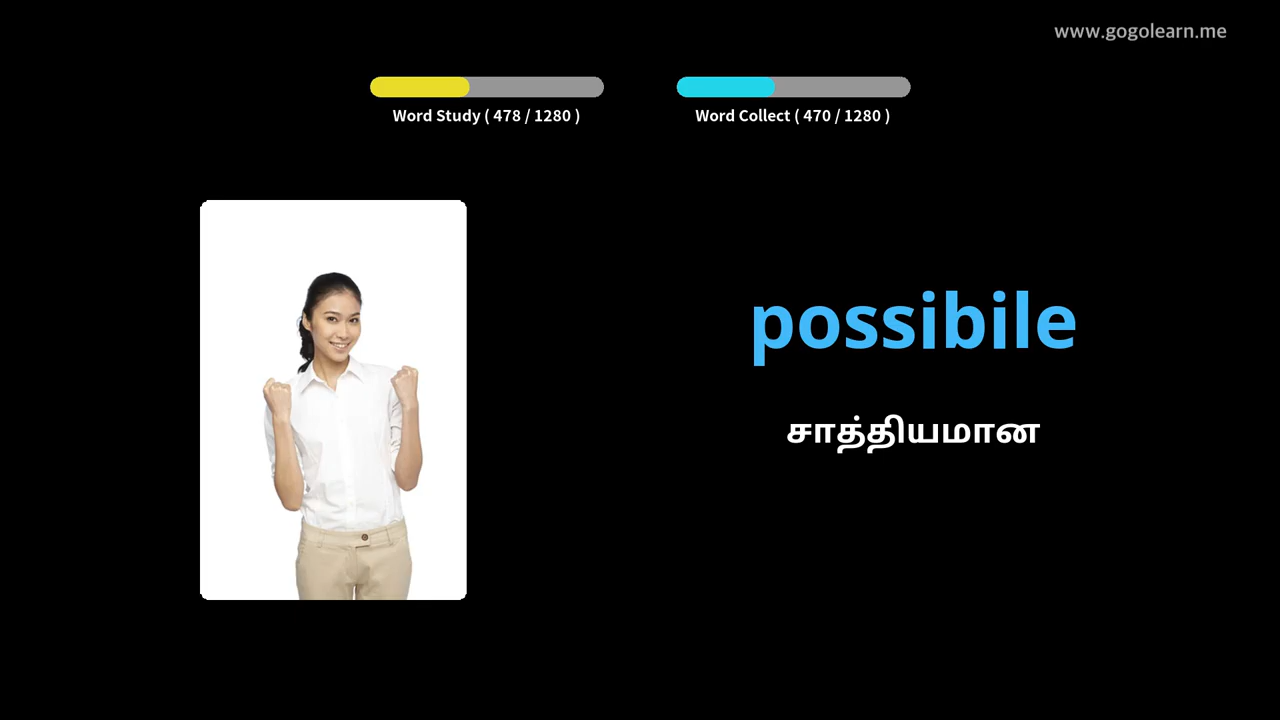 www.gogolearn.me
Word Study ( 478 / 1280 )
Word Collect ( 470 / 1280 )
possibile
சாத்தியமான